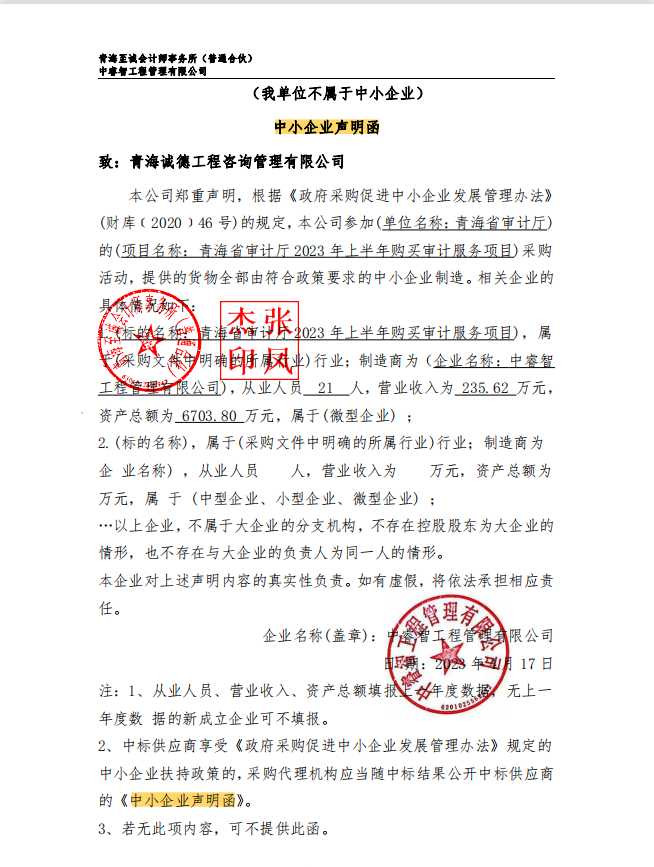 青海至诚会计师事务所（普通合伙）
中睿智工程管理有限公司
（我单位不属于中小企业）
中小企业声明函
致：青海诚德工程咨询管理有限公司
本公司郑重声明，根据《政府采购促进中小企业发展管理办法》
(财库﹝2020﹞46 号)的规定,本公司参加(单位名称:青海省审计厅)
的(项目名称：青海省审计厅 2023 年上半年购买审计服务项目)采购
活动，提供的货物全部由符合政策要求的中小企业制造。相关企业的
具体情况如下：
标的名称：青海省审计厅 2023 年上半年购买审计服务项目)，属
采购文件中明确的所属行业)行业；制造商为（企业名称：中睿智
工程管理有限公司)，从业人员 21 人，营业收入为 235.62 万元，
资产总额为 6703.80 万元，属于(微型企业) ；
张凤
杰印
2.(标的名称)，属于(采购文件中明确的所属行业)行业；制造商为
企 业名称) ，从业人员 人，营业收入为 万元，资产总额为
万元，属 于 (中型企业、小型企业、微型企业) ；
…以上企业，不属于大企业的分支机构，不存在控股股东为大企业的
情形，也不存在与大企业的负责人为同一人的情形。
本企业对上述声明内容的真实性负责。如有虚假，将依法承担相应责
任。
企业名称(盖章)：中睿智工程管理有限公司
日 期：2023 年 月 17 日
中睿智工程管理有限公司
注：1、从业人员、营业收入、资产总额填报上一年度数据，无上一
年度数 据的新成立企业可不填报。
2、中标供应商享受《政府采购促进中小企业发展管理办法》规定的
中小企业扶持政策的，采购代理机构应当随中标结果公开中标供应商
的《中小企业声明函》。
3、若无此项内容，可不提供此函。